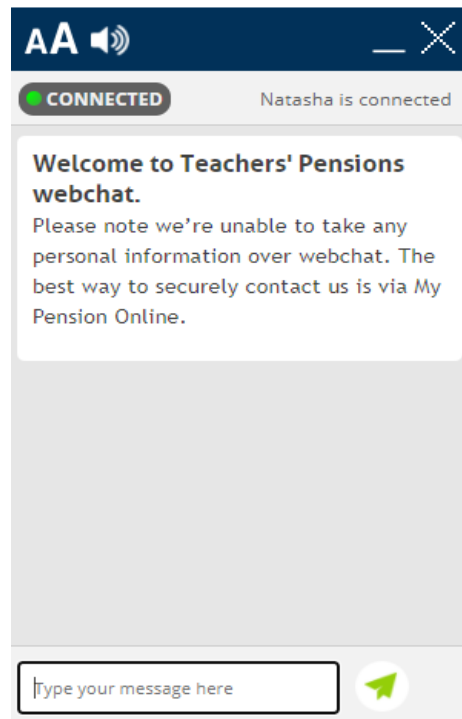 AA
CONNECTED
Natasha is connected
Welcome to Teachers' Pensions
webchat.
Please note we're unable to take any
personal information over webchat. The
best way to securely contact us is via My
Pension Online.
Type your message here